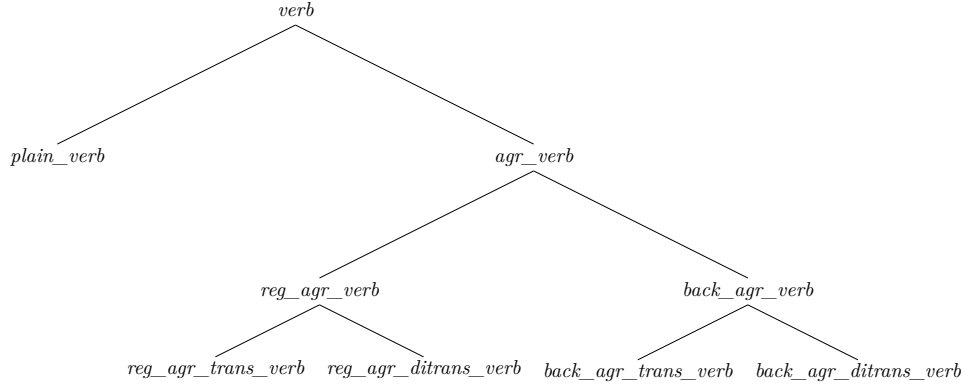 verb
plain_verb agr_verb
reg_agr_verb back_agr_verb
reg_agr_trans_verb reg_agr_ditrans_verb back_agr_trans_verb back_agr_ditrans_verb